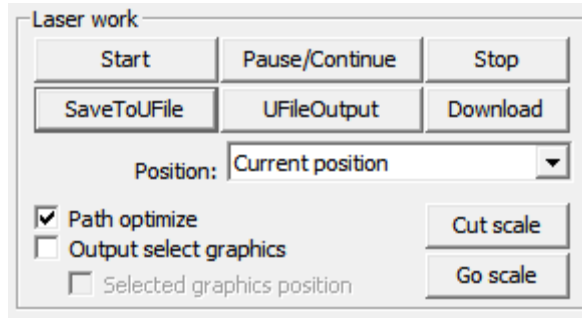 Laser work
Start Pause/Continue Stop
SaveToUFile UFileOutput Download
Position: Current position
Path optimize
Cut scale
Output select graphics
Go scale
Selected graphics position